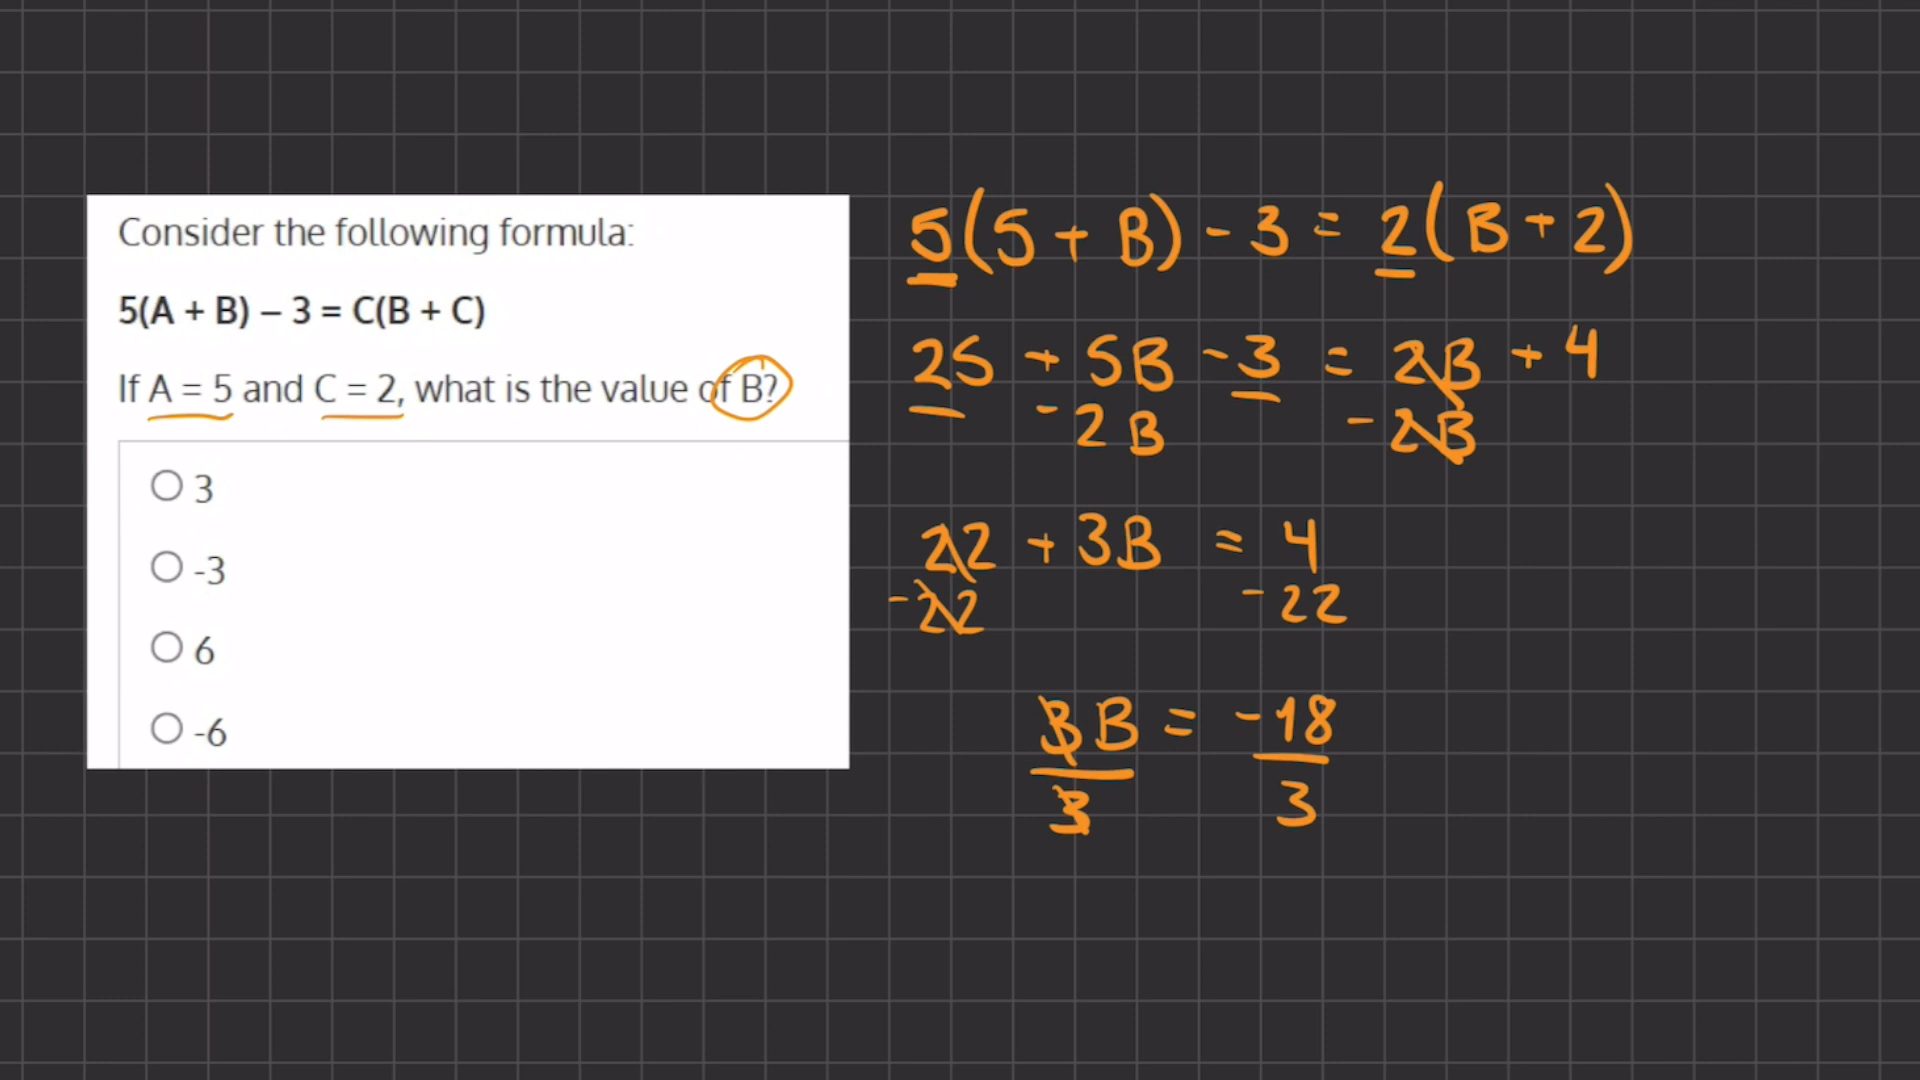 Consider the following formula:
5(A + B) – 3 = C(B + C)
If A = 5 and C = 2, what is the value of B?
3
-3
6
-6
5(5 + B) - 3 = 2(B + 2)
25 + 5B - 3 = 2B + 4
- 2B - 2B
22 + 3B = 4
- 22 - 22
3B = -18
3 3